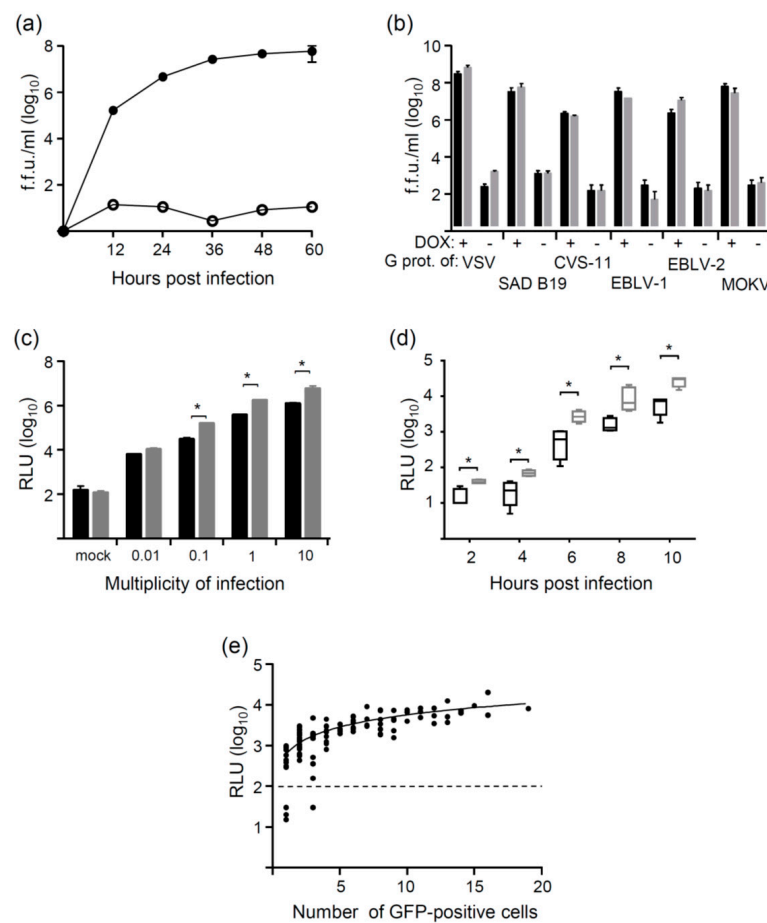 (a)
8
6
4
2
f.f.u./ml (log10)
12 24 36 48 60
Hours post infection
(b)
10
8
6
4
2
f.f.u./ml (log10)
DOX: + - + - + - + - + - + -
G prot. of: VSV CVS-11 EBLV-2
SAD B19 EBLV-1 MOKV
(c)
8
6
4
2
RLU (log10)
* * *
mock 0.01 0.1 1 10
Multiplicity of infection
(d)
5
4
3
2
1
RLU (log10)
* * * * *
2 4 6 8 10
Hours post infection
(e)
5
4
3
2
1
RLU (log10)
5 10 15 20
Number of GFP-positive cells